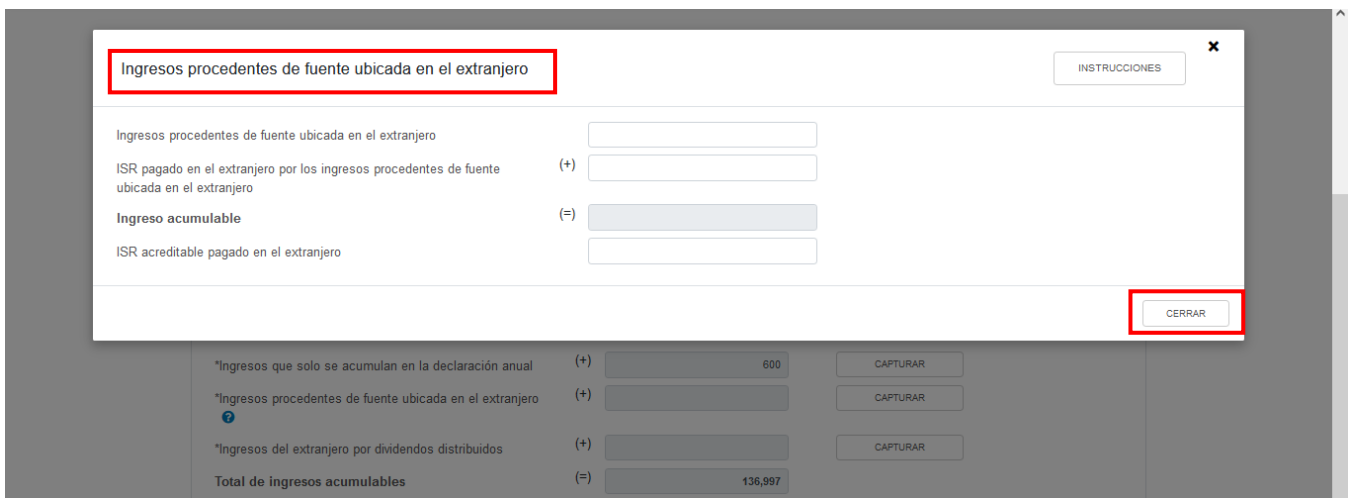 Ingresos procedentes de fuente ubicada en el extranjero
INSTRUCCIONES
Ingresos procedentes de fuente ubicada en el extranjero
ISR pagado en el extranjero por los ingresos procedentes de fuente (+)
ubicada en el extranjero
Ingreso acumulable (=)
ISR acreditable pagado en el extranjero
CERRAR
*Ingresos que solo se acumulan en la declaración anual (+) 600 CAPTURAR
*Ingresos procedentes de fuente ubicada en el extranjero (+) CAPTURAR
?
*Ingresos del extranjero por dividendos distribuidos (+) CAPTURAR
Total de ingresos acumulables (=) 136,997